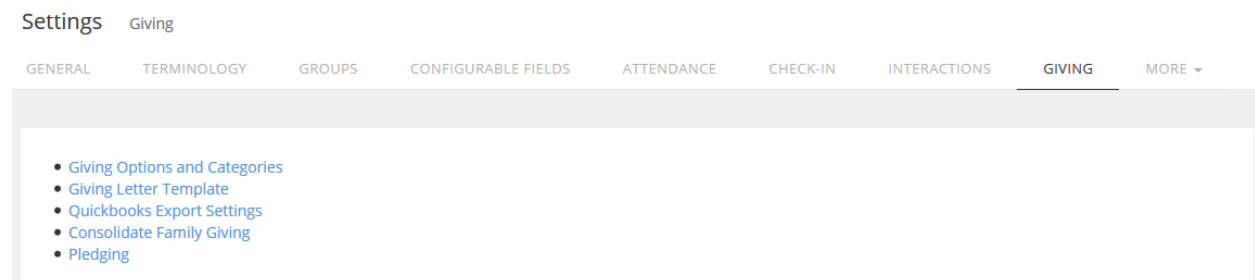 Settings Giving
GENERAL TERMINOLOGY GROUPS CONFIGURABLE FIELDS ATTENDANCE CHECK-IN INTERACTIONS GIVING MORE
Giving Options and Categories
Giving Letter Template
Quickbooks Export Settings
Consolidate Family Giving
Pledging